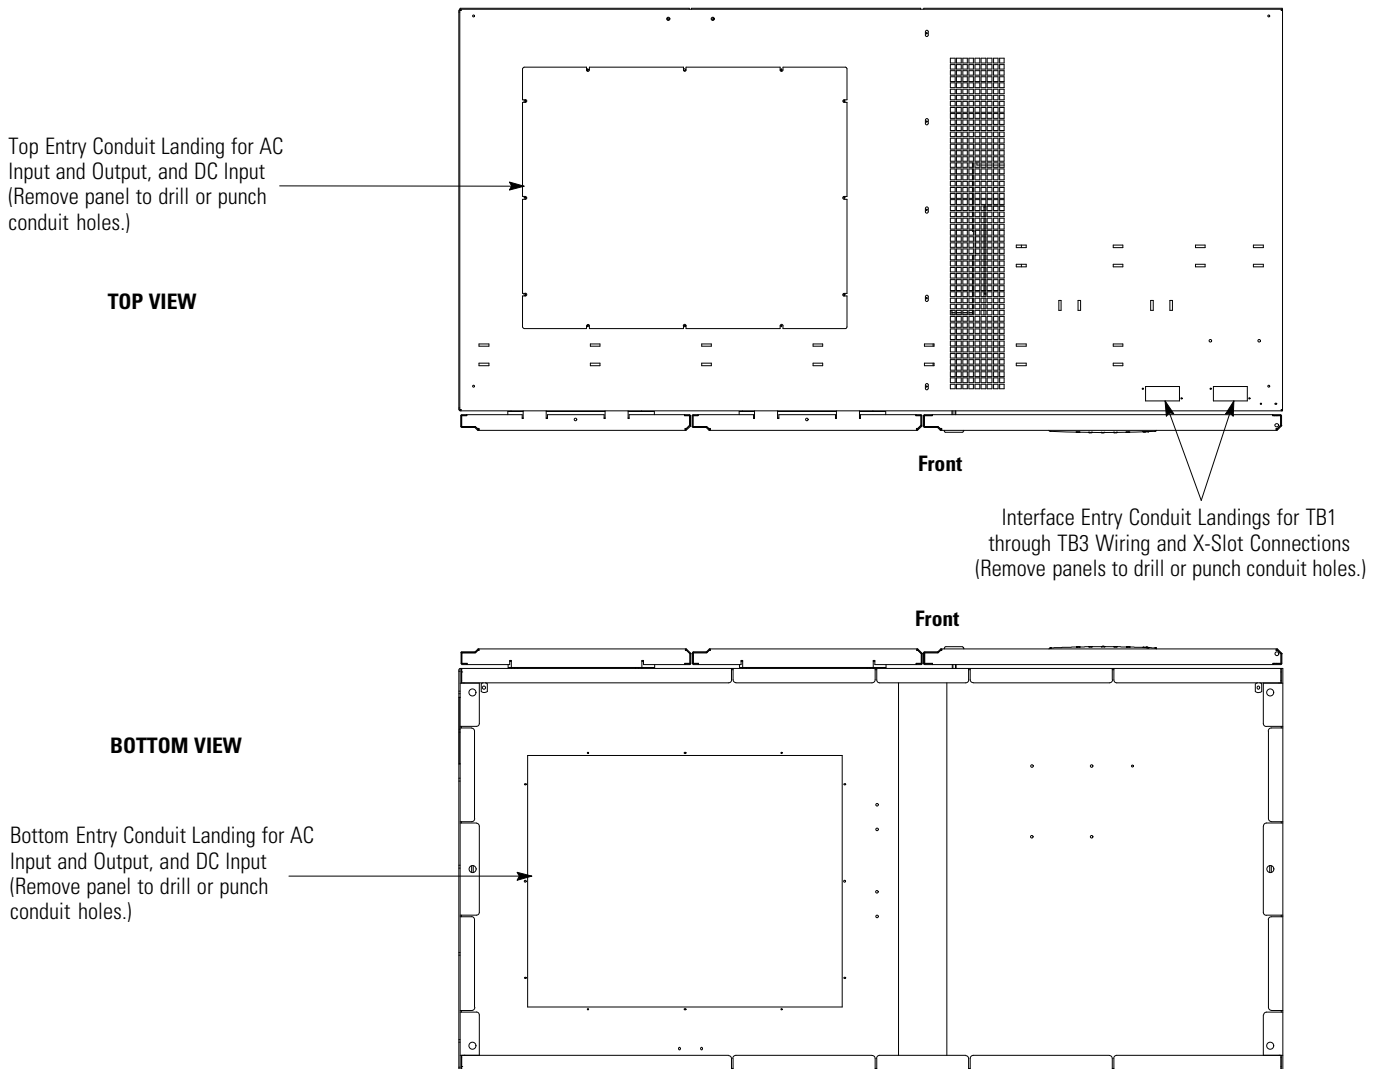 Top Entry Conduit Landing for AC
Input and Output, and DC Input
(Remove panel to drill or punch
conduit holes.)
TOP VIEW
Front
Interface Entry Conduit Landings for TB1
through TB3 Wiring and X-Slot Connections
(Remove panels to drill or punch conduit holes.)
Front
BOTTOM VIEW
Bottom Entry Conduit Landing for AC
Input and Output, and DC Input
(Remove panel to drill or punch
conduit holes.)